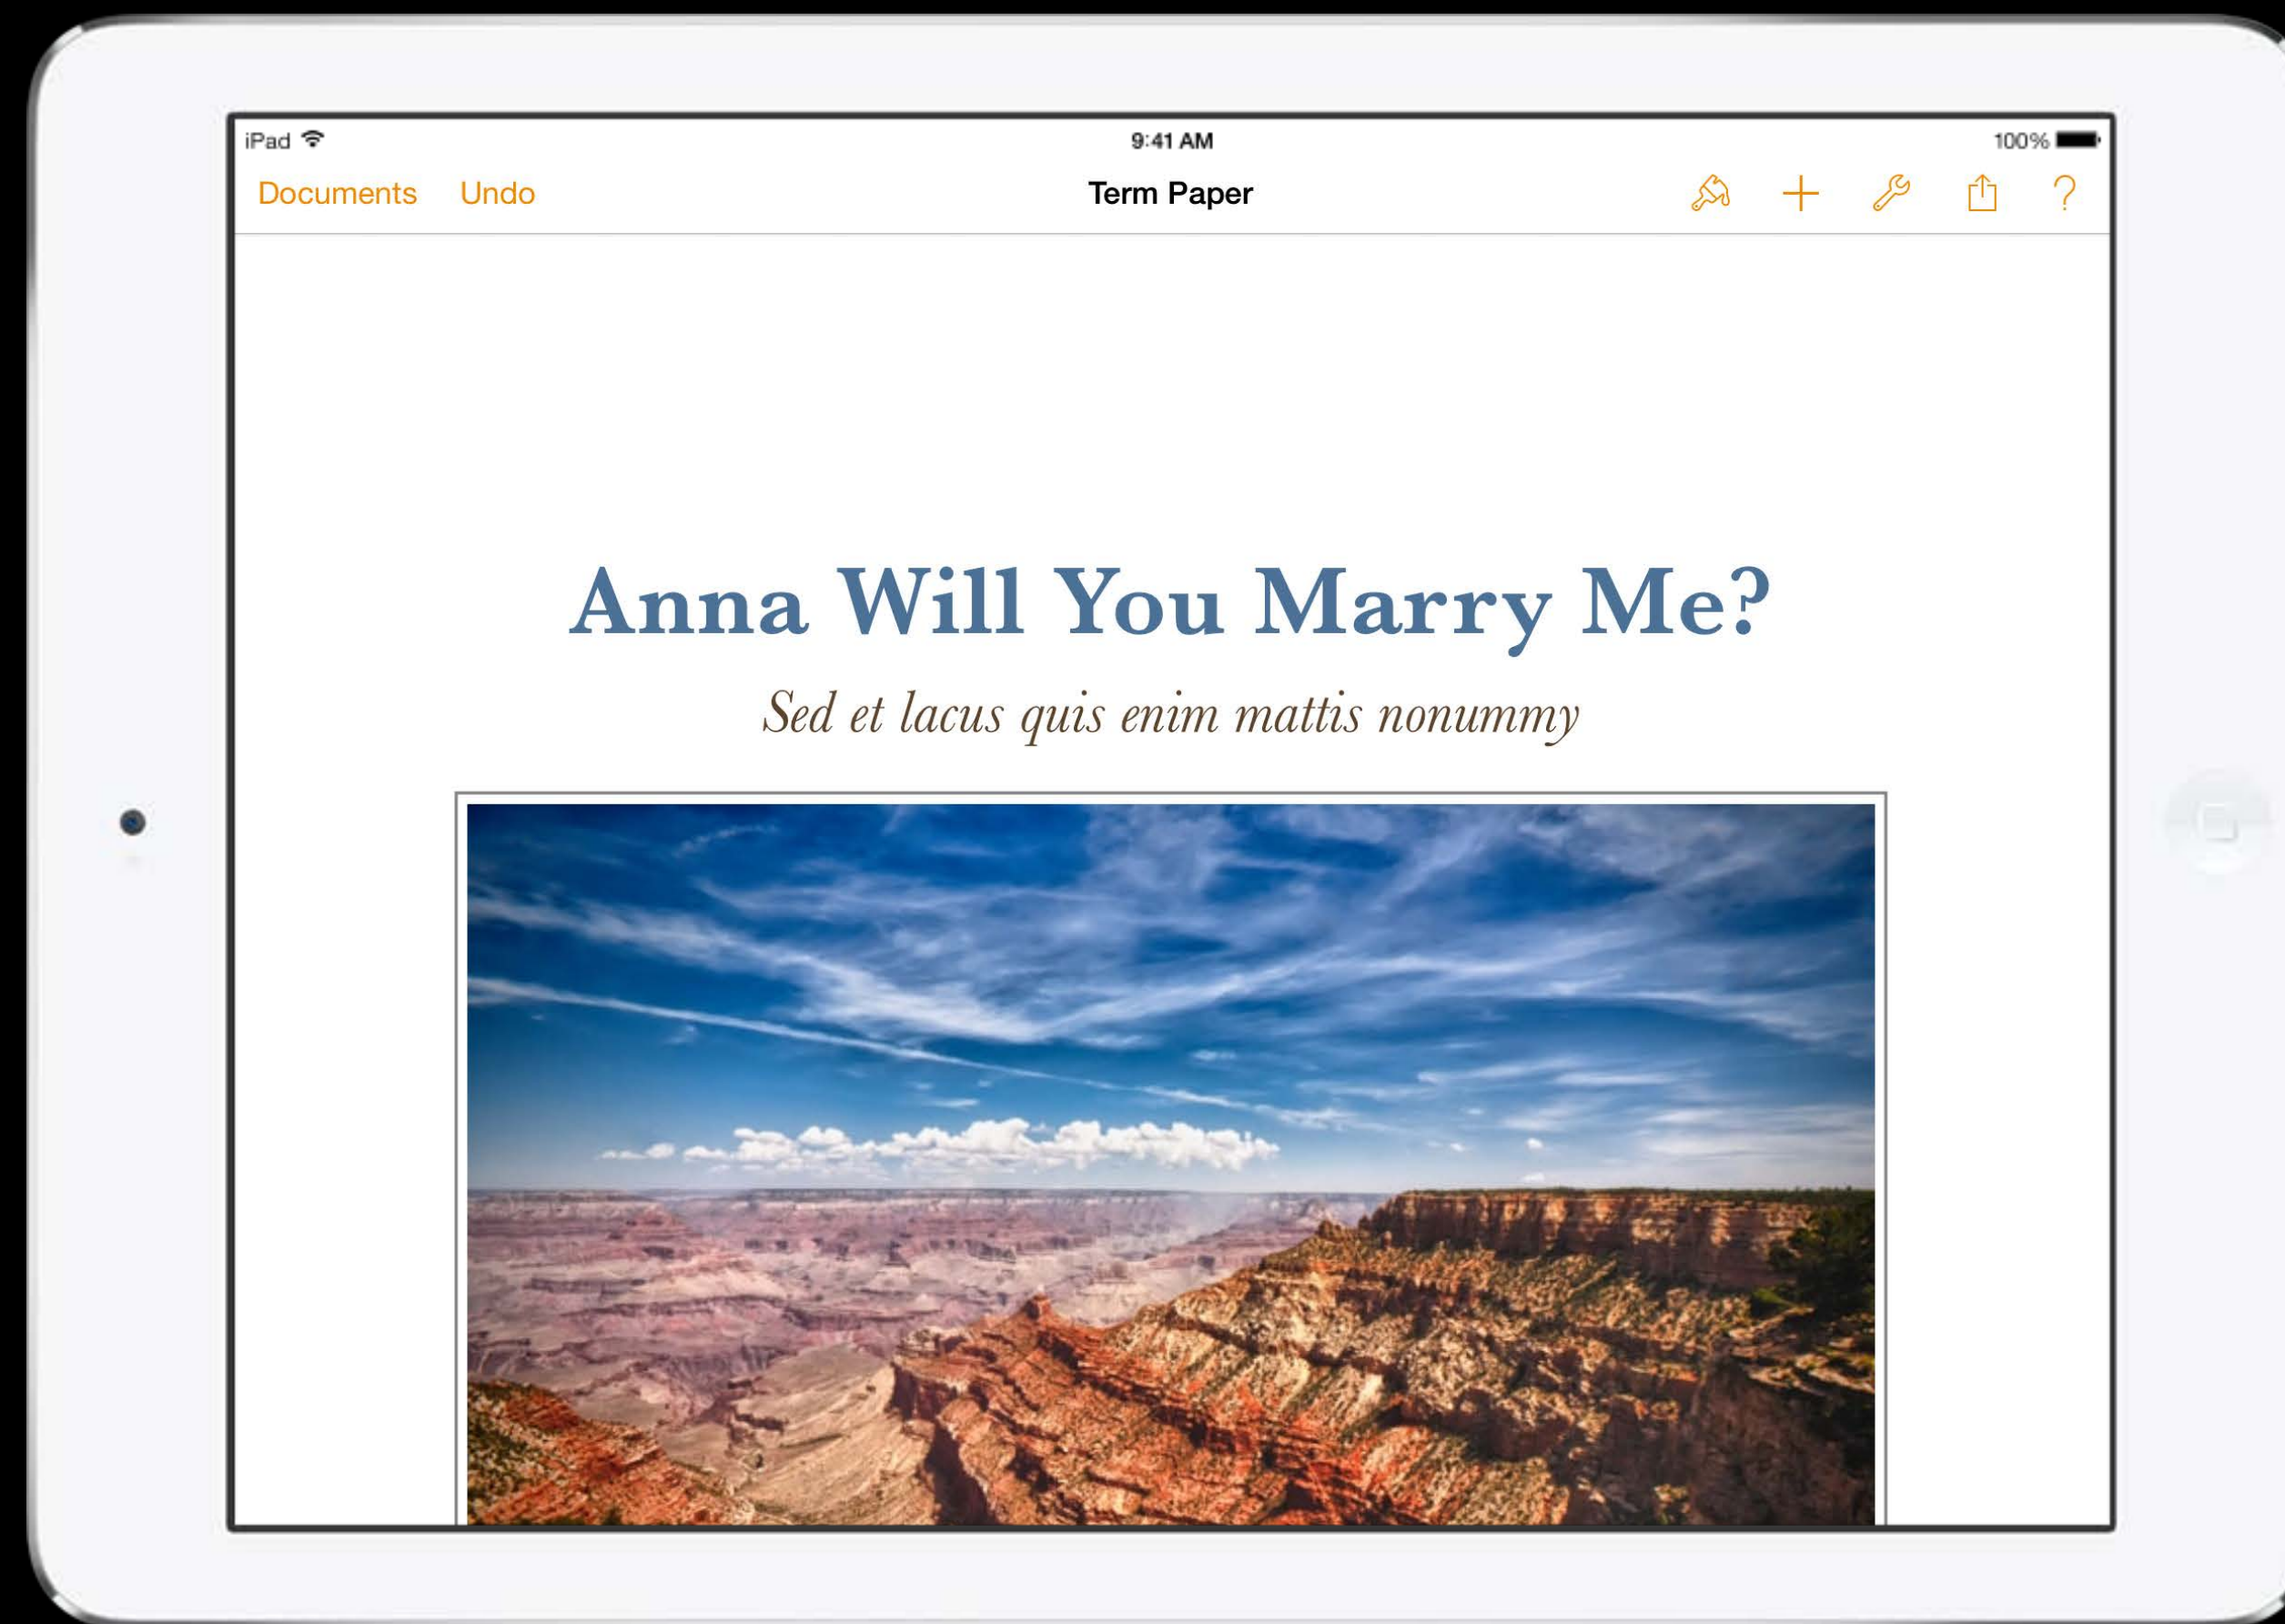 iPad 9:41 AM 100%
Documents Undo Term Paper ?
Anna Will You Marry Me?
Sed et lacus quis enim mattis nonummy